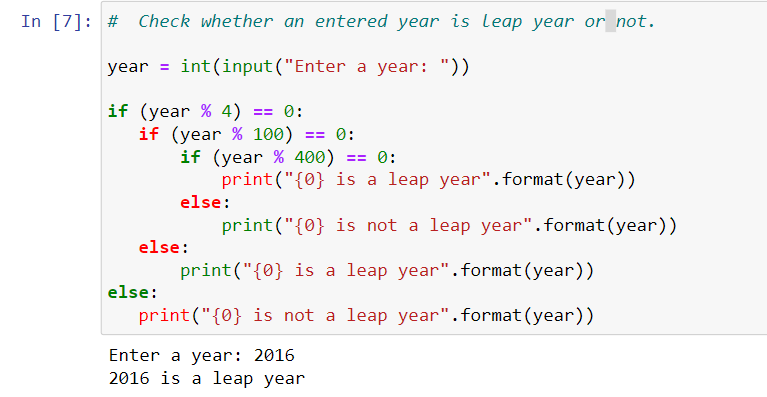 In [7]: #  Check whether an entered year is leap year or not.
year = int(input("Enter a year: "))
if (year % 4) == 0:
   if (year % 100) == 0:
       if (year % 400) == 0:
           print("{0} is a leap year".format(year))
       else:
           print("{0} is not a leap year".format(year))
   else:
       print("{0} is a leap year".format(year))
else:
   print("{0} is not a leap year".format(year))
Enter a year: 2016
2016 is a leap year